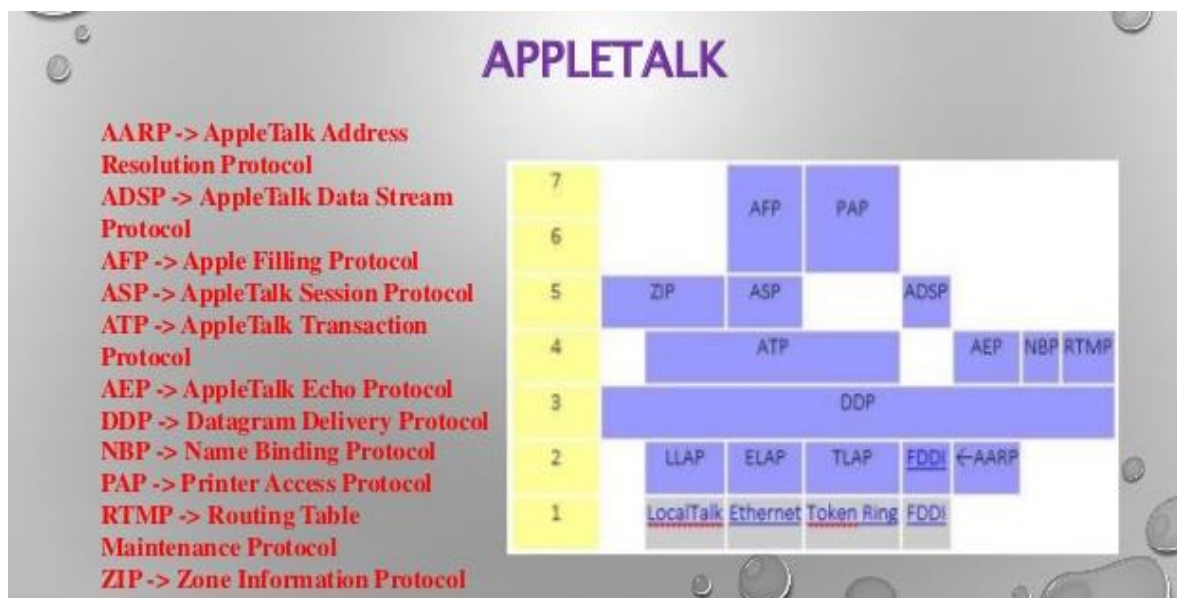 APPLETALK
AARP -> AppleTalk Address
Resolution Protocol
ADSP -> AppleTalk Data Stream
Protocol
AFP -> Apple Filling Protocol
ASP -> AppleTalk Session Protocol
ATP -> AppleTalk Transaction
Protocol
AEP -> AppleTalk Echo Protocol
DDP -> Datagram Delivery Protocol
NBP -> Name Binding Protocol
PAP -> Printer Access Protocol
RTMP -> Routing Table
Maintenance Protocol
ZIP -> Zone Information Protocol
7
AFP PAP
6
5 ZIP ASP ADSP
4 ATP AEP NBP RTMP
3 DDP
2 LLAP ELAP TLAP FDDI ←AARP
1 LocalTalk Ethernet Token Ring FDDI